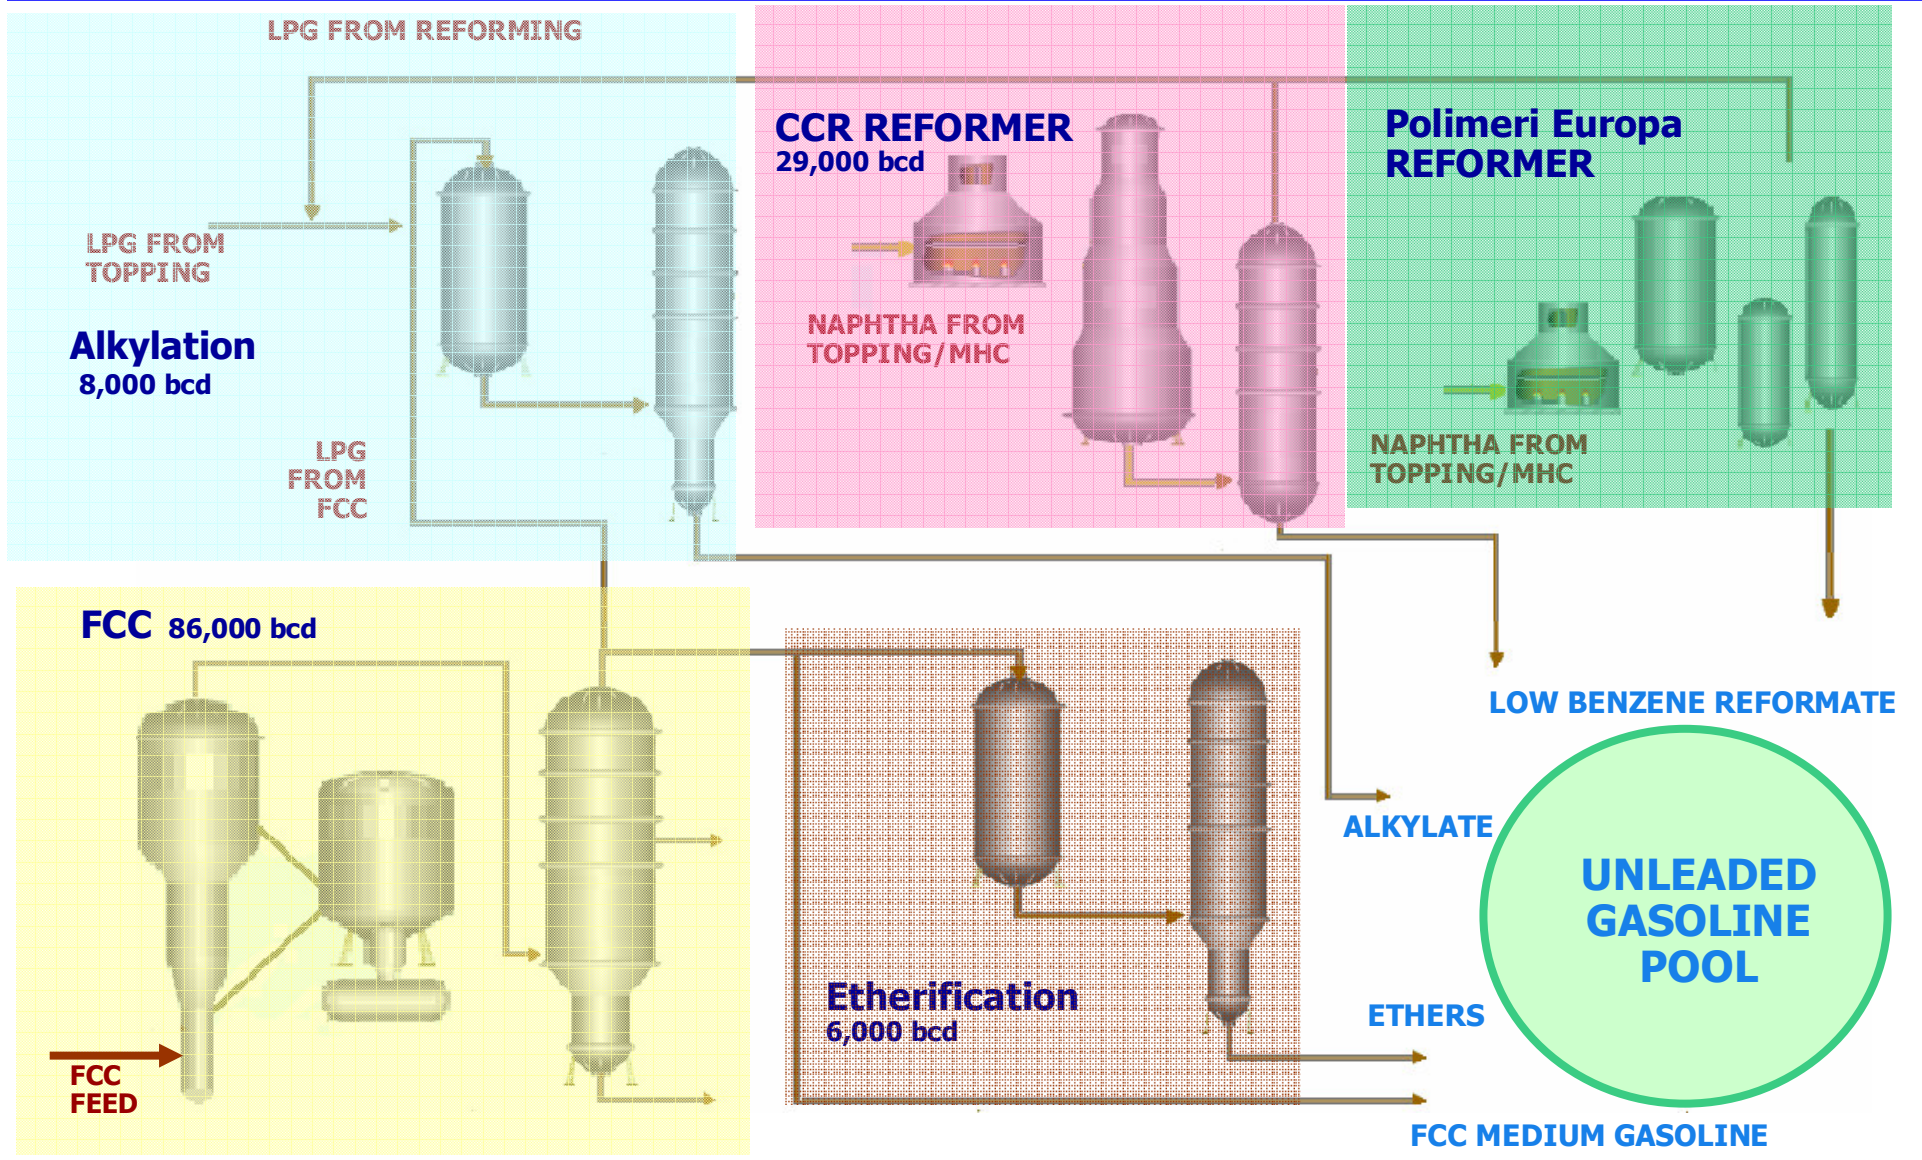 LPG FROM REFORMING
CCR REFORMER
29,000 bcd
Polimeri Europa
REFORMER
LPG FROM
TOPPING
Alkylation
8,000 bcd
NAPHTHA FROM
TOPPING/MHC
LPG
FROM
FCC
NAPHTHA FROM
TOPPING/MHC
FCC 86,000 bcd
LOW BENZENE REFORMATE
ALKYLATE
UNLEADED
GASOLINE
POOL
Etherification
6,000 bcd
ETHERS
FCC
FEED
FCC MEDIUM GASOLINE